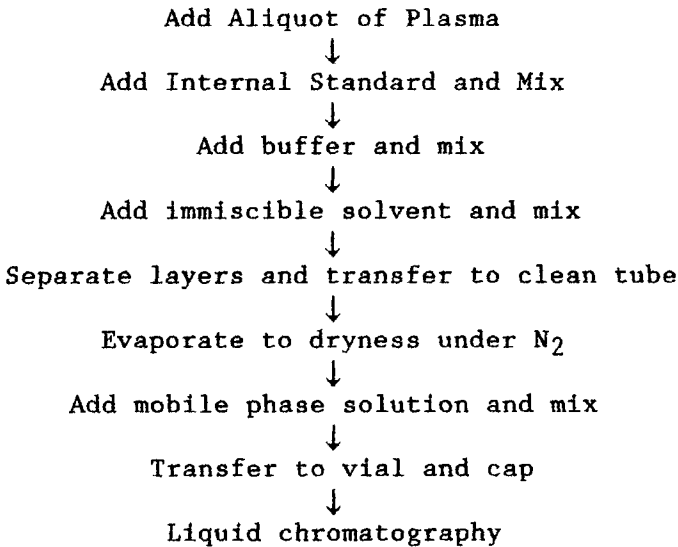 Add Aliquot of Plasma
↓
Add Internal Standard and Mix
↓
Add buffer and mix
↓
Add immiscible solvent and mix
↓
Separate layers and transfer to clean tube
↓
Evaporate to dryness under N₂
↓
Add mobile phase solution and mix
↓
Transfer to vial and cap
↓
Liquid chromatography